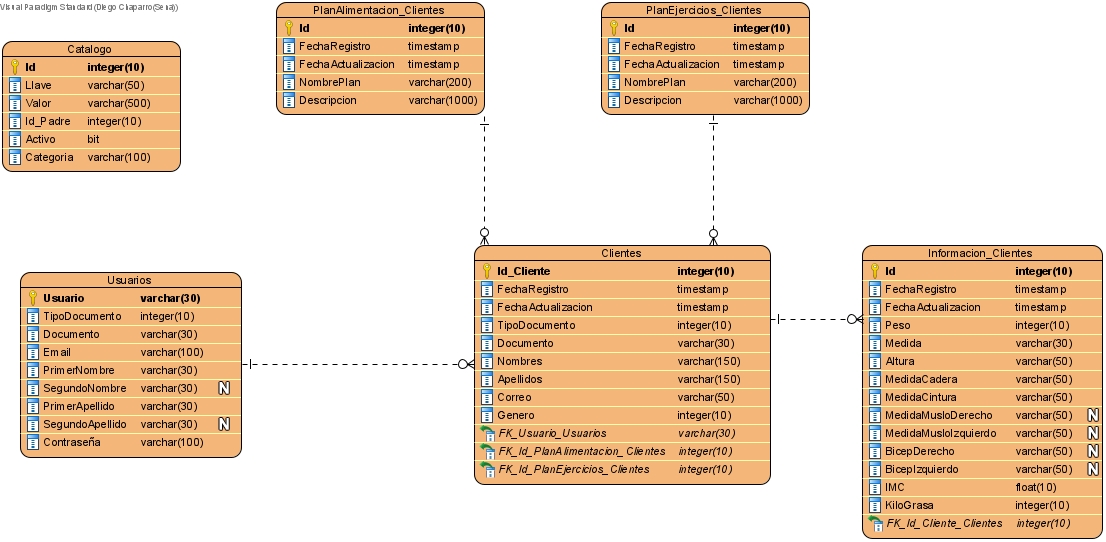 Visual Paradigm Standard (Diego Chaparro(Sena))
PlanAlimentacion_Clientes
Id integer(10)
FechaRegistro timestamp
FechaActualizacion timestamp
NombrePlan varchar(200)
Descripcion varchar(1000)
PlanEjercicios_Clientes
Id integer(10)
FechaRegistro timestamp
FechaActualizacion timestamp
NombrePlan varchar(200)
Descripcion varchar(1000)
Catalogo
Id integer(10)
Llave varchar(50)
Valor varchar(500)
Id_Padre integer(10)
Activo bit
Categoria varchar(100)
Usuarios
Usuario varchar(30)
TipoDocumento integer(10)
Documento varchar(30)
Email varchar(100)
PrimerNombre varchar(30)
SegundoNombre varchar(30) N
PrimerApellido varchar(30)
SegundoApellido varchar(30) N
Contraseña varchar(100)
Clientes
Id_Cliente integer(10)
FechaRegistro timestamp
FechaActualizacion timestamp
TipoDocumento integer(10)
Documento varchar(30)
Nombres varchar(150)
Apellidos varchar(150)
Correo varchar(50)
Genero integer(10)
FK_Usuario_Usuarios varchar(30)
FK_Id_PlanAlimentacion_Clientes integer(10)
FK_Id_PlanEjercicios_Clientes integer(10)
Informacion_Clientes
Id integer(10)
FechaRegistro timestamp
FechaActualizacion timestamp
Peso integer(10)
Medida varchar(30)
Altura varchar(50)
MedidaCadera varchar(50)
MedidaCintura varchar(50)
MedidaMusloDerecho varchar(50) N
MedidaMusloIzquierdo varchar(50) N
BicepDerecho varchar(50) N
BicepIzquierdo varchar(50) N
IMC float(10)
KiloGrasa integer(10)
FK_Id_Cliente_Clientes integer(10)